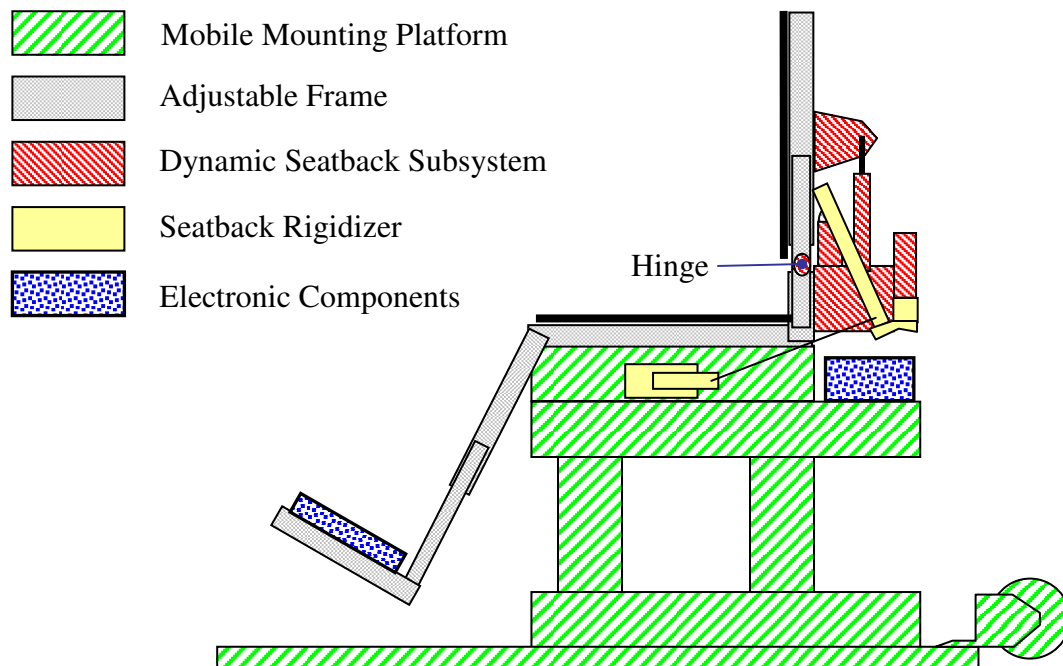 Mobile Mounting Platform
Adjustable Frame
Dynamic Seatback Subsystem
Seatback Rigidizer
Hinge
Electronic Components